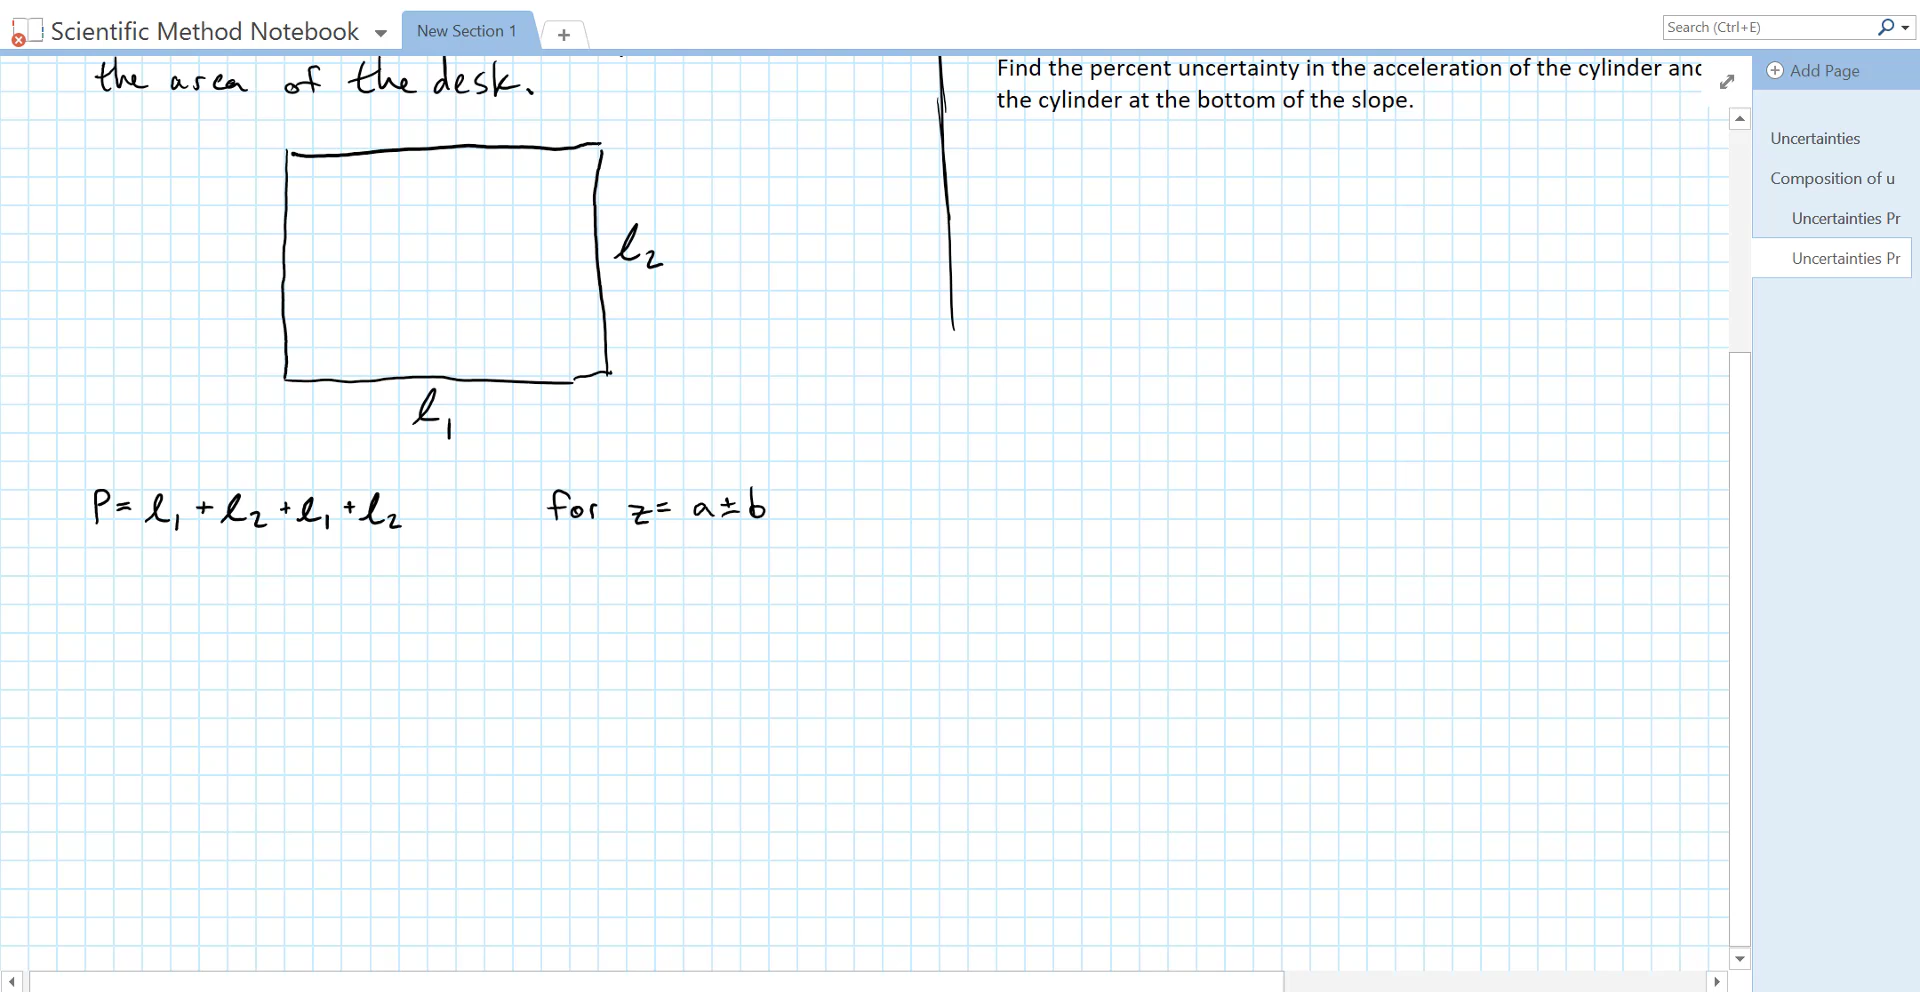 Scientific Method Notebook
New Section 1
+
Search (Ctrl+E)
the area of the desk.
Find the percent uncertainty in the acceleration of the cylinder and
the cylinder at the bottom of the slope.
Add Page
Uncertainties
Composition of u
Uncertainties Pr
Uncertainties Pr
l₂
l₁
P = l₁ + l₂ + l₁ + l₂
for z = a ± b